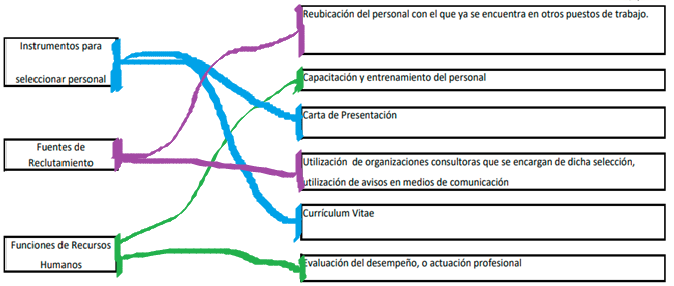 Instrumentos para
seleccionar personal
Fuentes de
Reclutamiento
Funciones de Recursos
Humanos
Reubicación del personal con el que ya se encuentra en otros puestos de trabajo.
Capacitación y entrenamiento del personal
Carta de Presentación
Utilización de organizaciones consultoras que se encargan de dicha selección,
utilización de avisos en medios de comunicación
Currículum Vitae
Evaluación del desempeño, o actuación profesional